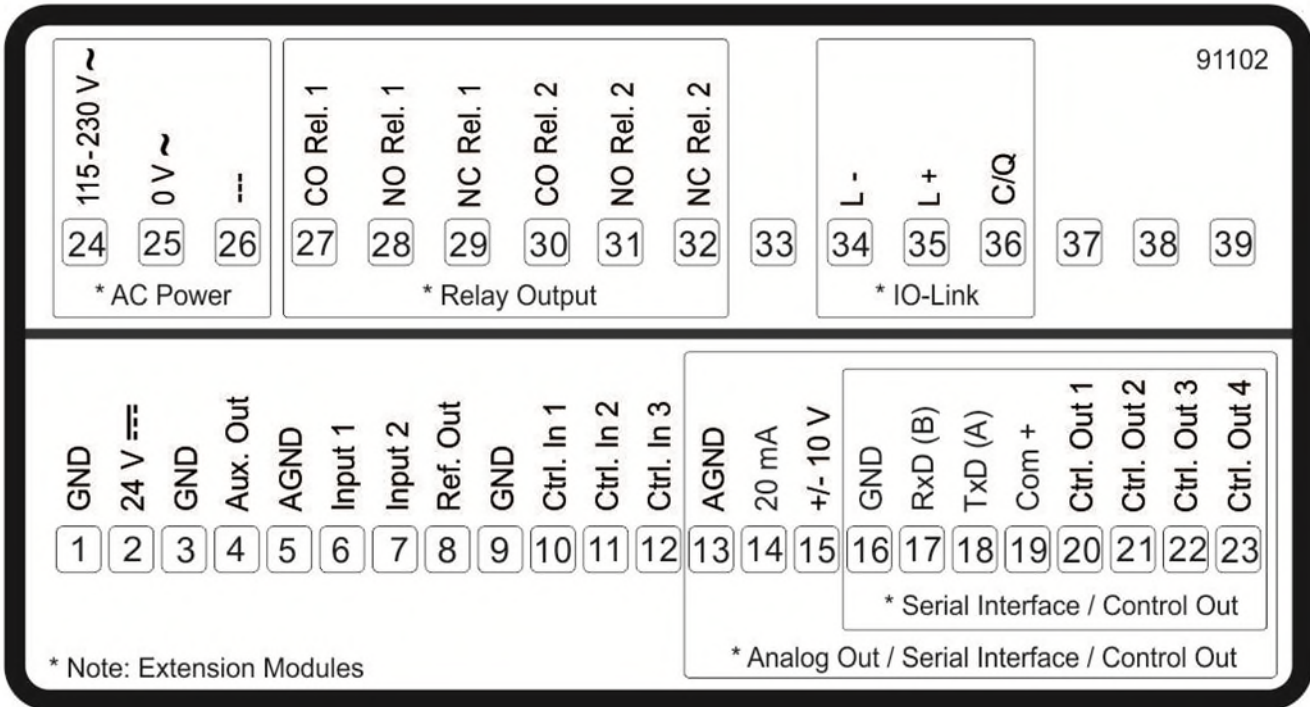 91102
115-230 V ~
0 V ~
---
CO Rel. 1
NO Rel. 1
NC Rel. 1
CO Rel. 2
NO Rel. 2
NC Rel. 2
L -
L +
C/Q
24 25 26 27 28 29 30 31 32 33 34 35 36 37 38 39
* AC Power
* Relay Output
* IO-Link
GND
24 V ⎓
GND
Aux. Out
AGND
Input 1
Input 2
Ref. Out
GND
Ctrl. In 1
Ctrl. In 2
Ctrl. In 3
AGND
20 mA
+/- 10 V
GND
RxD (B)
TxD (A)
Com +
Ctrl. Out 1
Ctrl. Out 2
Ctrl. Out 3
Ctrl. Out 4
1 2 3 4 5 6 7 8 9 10 11 12 13 14 15 16 17 18 19 20 21 22 23
* Serial Interface / Control Out
* Analog Out / Serial Interface / Control Out
* Note: Extension Modules